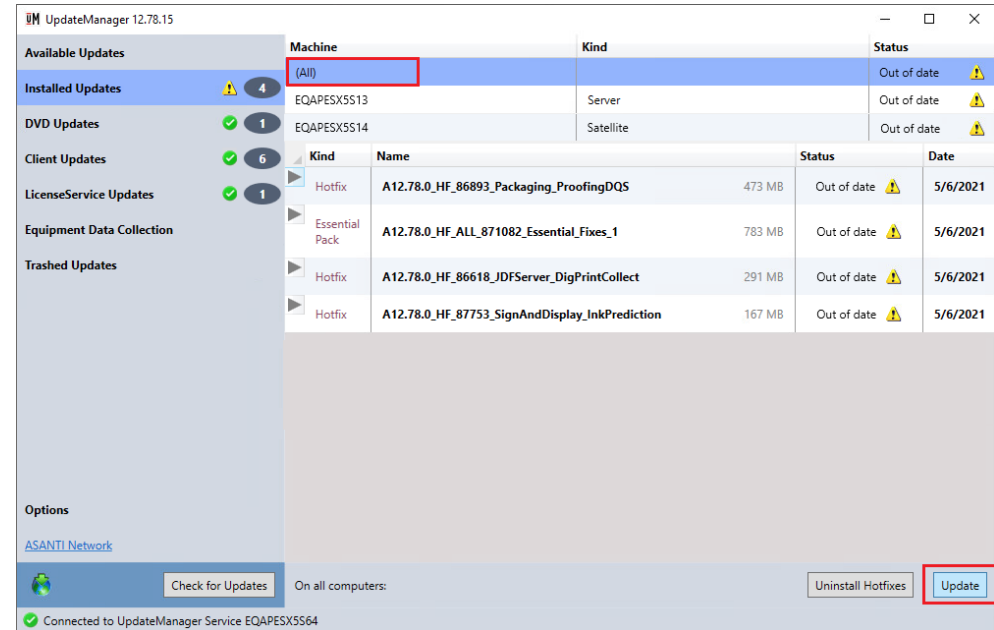 UM UpdateManager 12.78.15
Available Updates
Installed Updates 4
DVD Updates 1
Client Updates 6
LicenseService Updates 1
Equipment Data Collection
Trashed Updates
Options
ASANTI Network
Check for Updates
Machine Kind Status
(All) Out of date
EQAPESX5S13 Server Out of date
EQAPESX5S14 Satellite Out of date
Kind Name Status Date
Hotfix A12.78.0_HF_86893_Packaging_ProofingDQS 473 MB Out of date 5/6/2021
Essential
Pack A12.78.0_HF_ALL_871082_Essential_Fixes_1 783 MB Out of date 5/6/2021
Hotfix A12.78.0_HF_86618_JDFServer_DigPrintCollect 291 MB Out of date 5/6/2021
Hotfix A12.78.0_HF_87753_SignAndDisplay_InkPrediction 167 MB Out of date 5/6/2021
On all computers: Uninstall Hotfixes Update
Connected to UpdateManager Service EQAPESX5S64